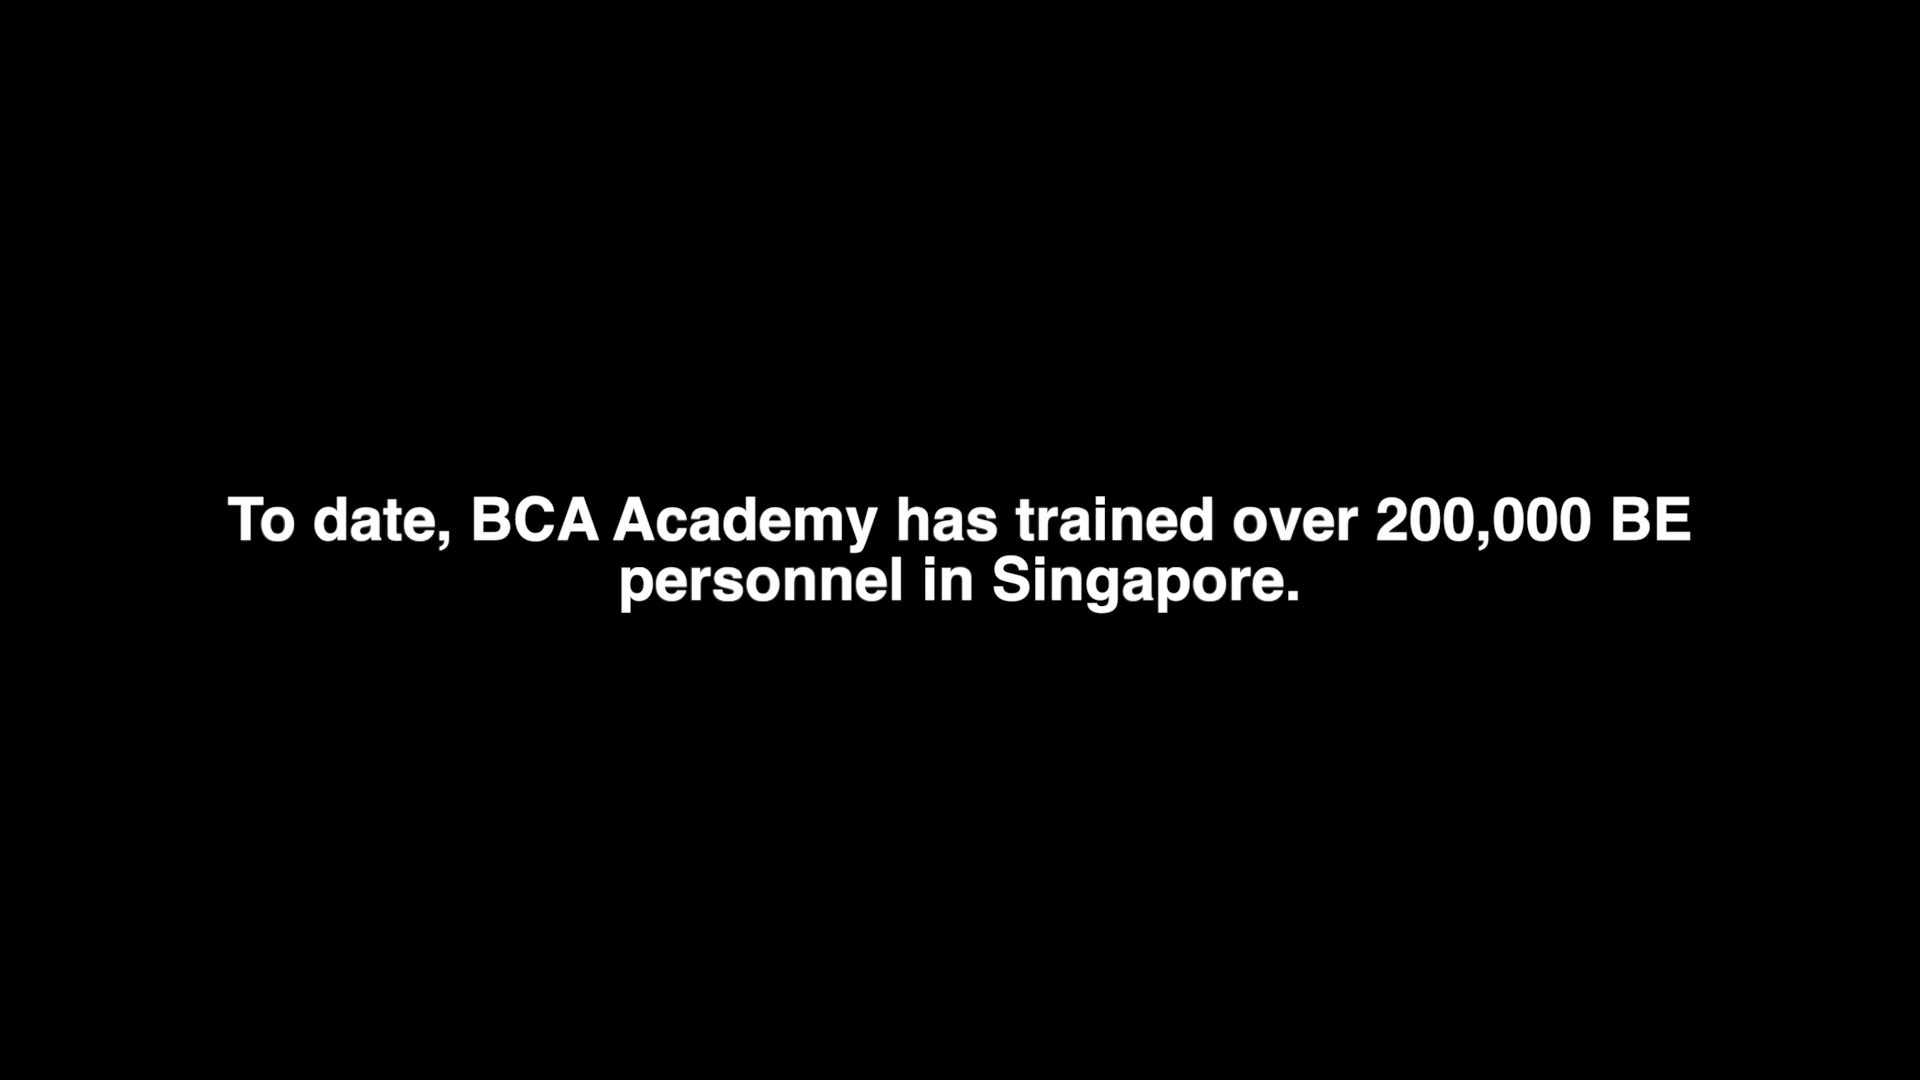 To date, BCA Academy has trained over 200,000 BE
personnel in Singapore.